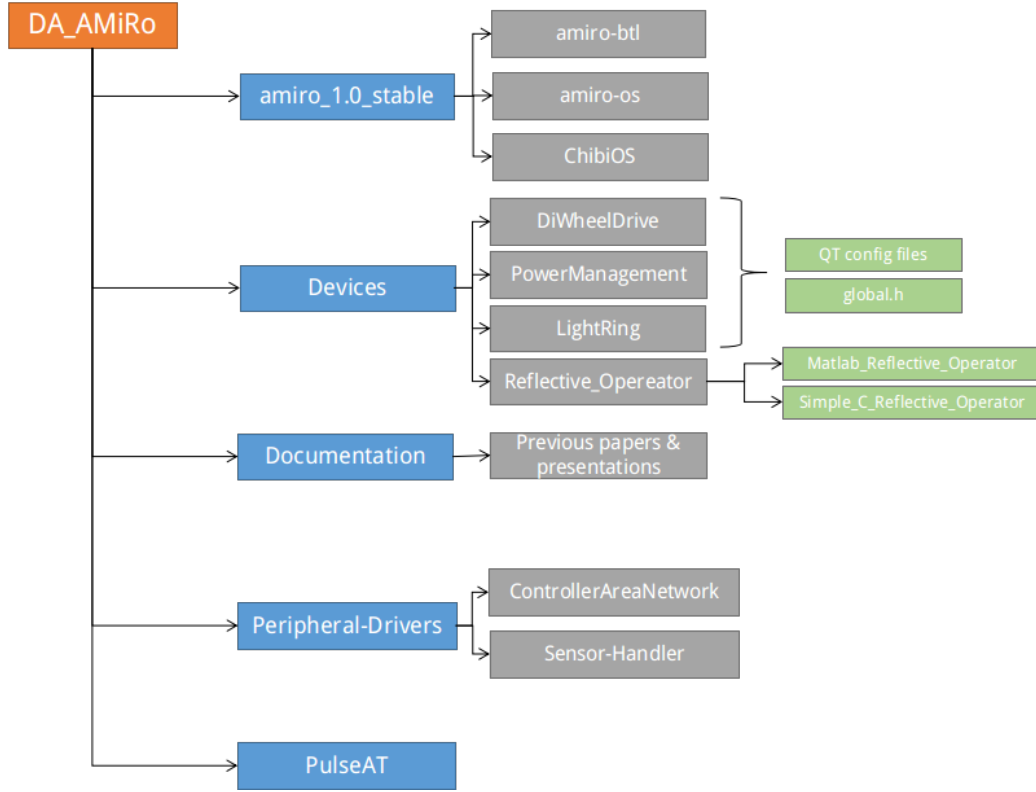 DA_AMiRo
amiro_1.0_stable
amiro-btl
amiro-os
ChibiOS
Devices
DiWheelDrive
PowerManagement
LightRing
QT config files
global.h
Reflective_Opereator
Matlab_Reflective_Operator
Simple_C_Reflective_Operator
Documentation
Previous papers &
presentations
Peripheral-Drivers
ControllerAreaNetwork
Sensor-Handler
PulseAT